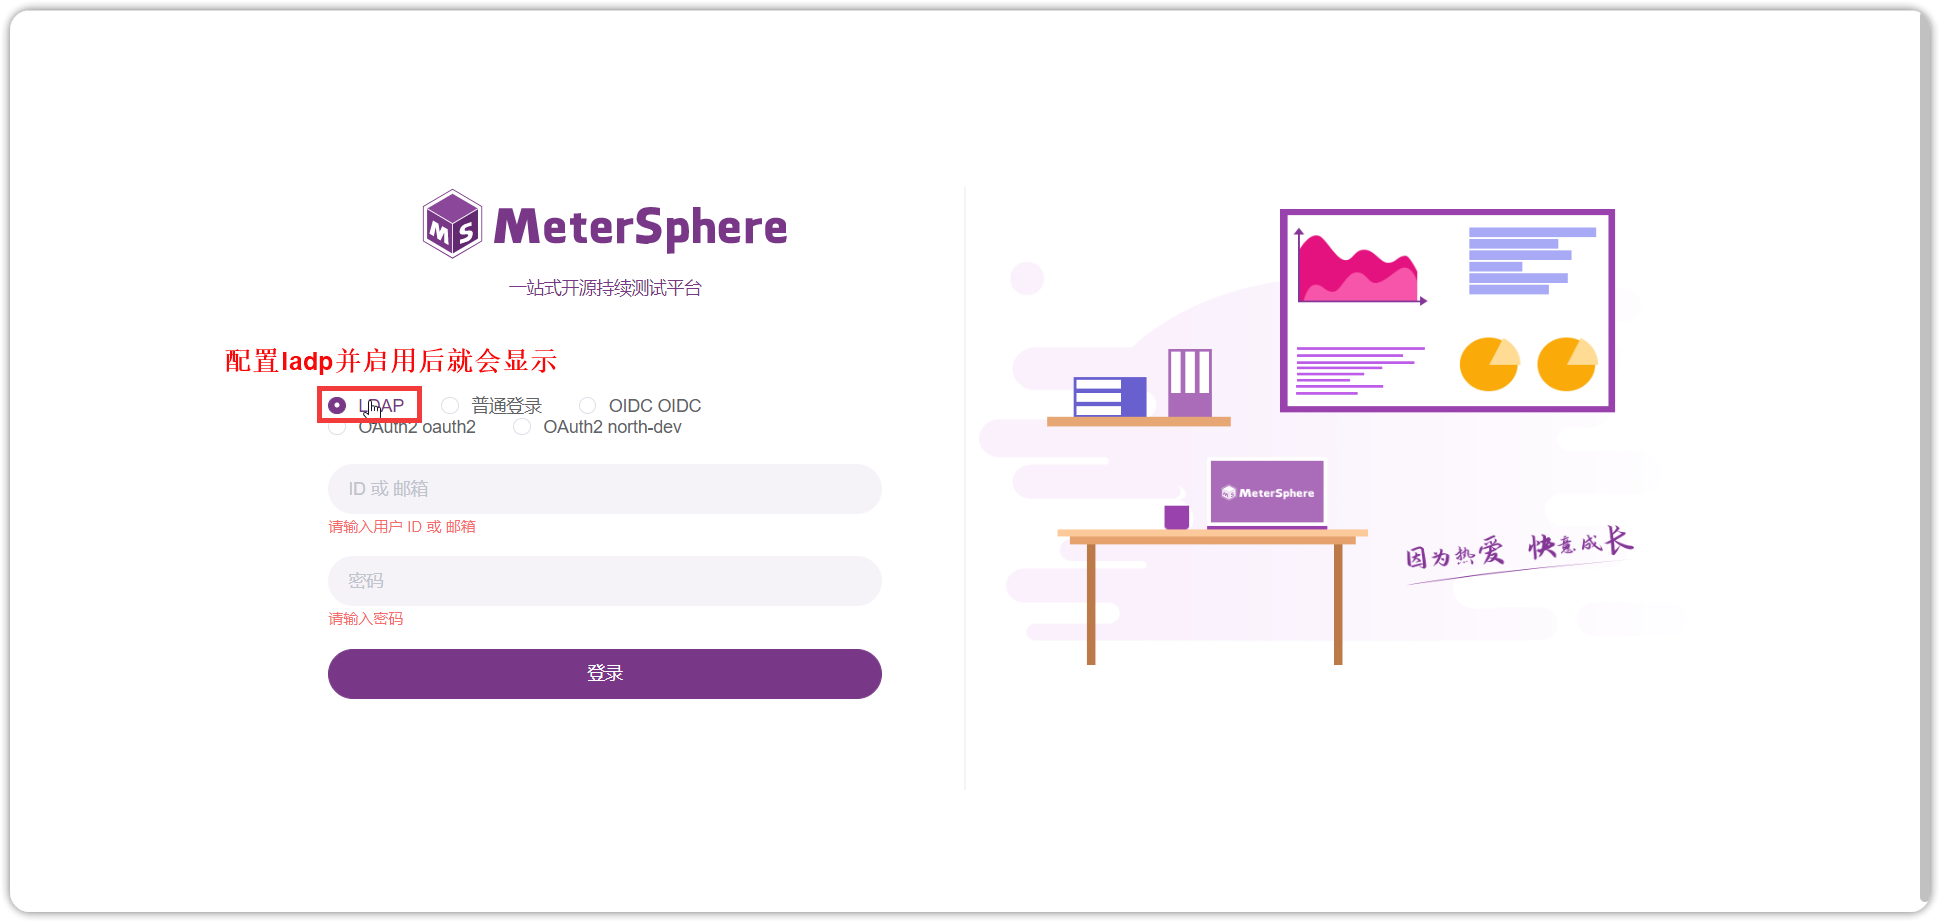 MS MeterSphere
一站式开源持续测试平台
配置ladp并启用后就会显示
LDAP 普通登录 OIDC OIDC
OAuth2 oauth2 OAuth2 north-dev
ID 或 邮箱
请输入用户 ID 或 邮箱
密码
请输入密码
登录
MS MeterSphere
因为热爱 快意成长